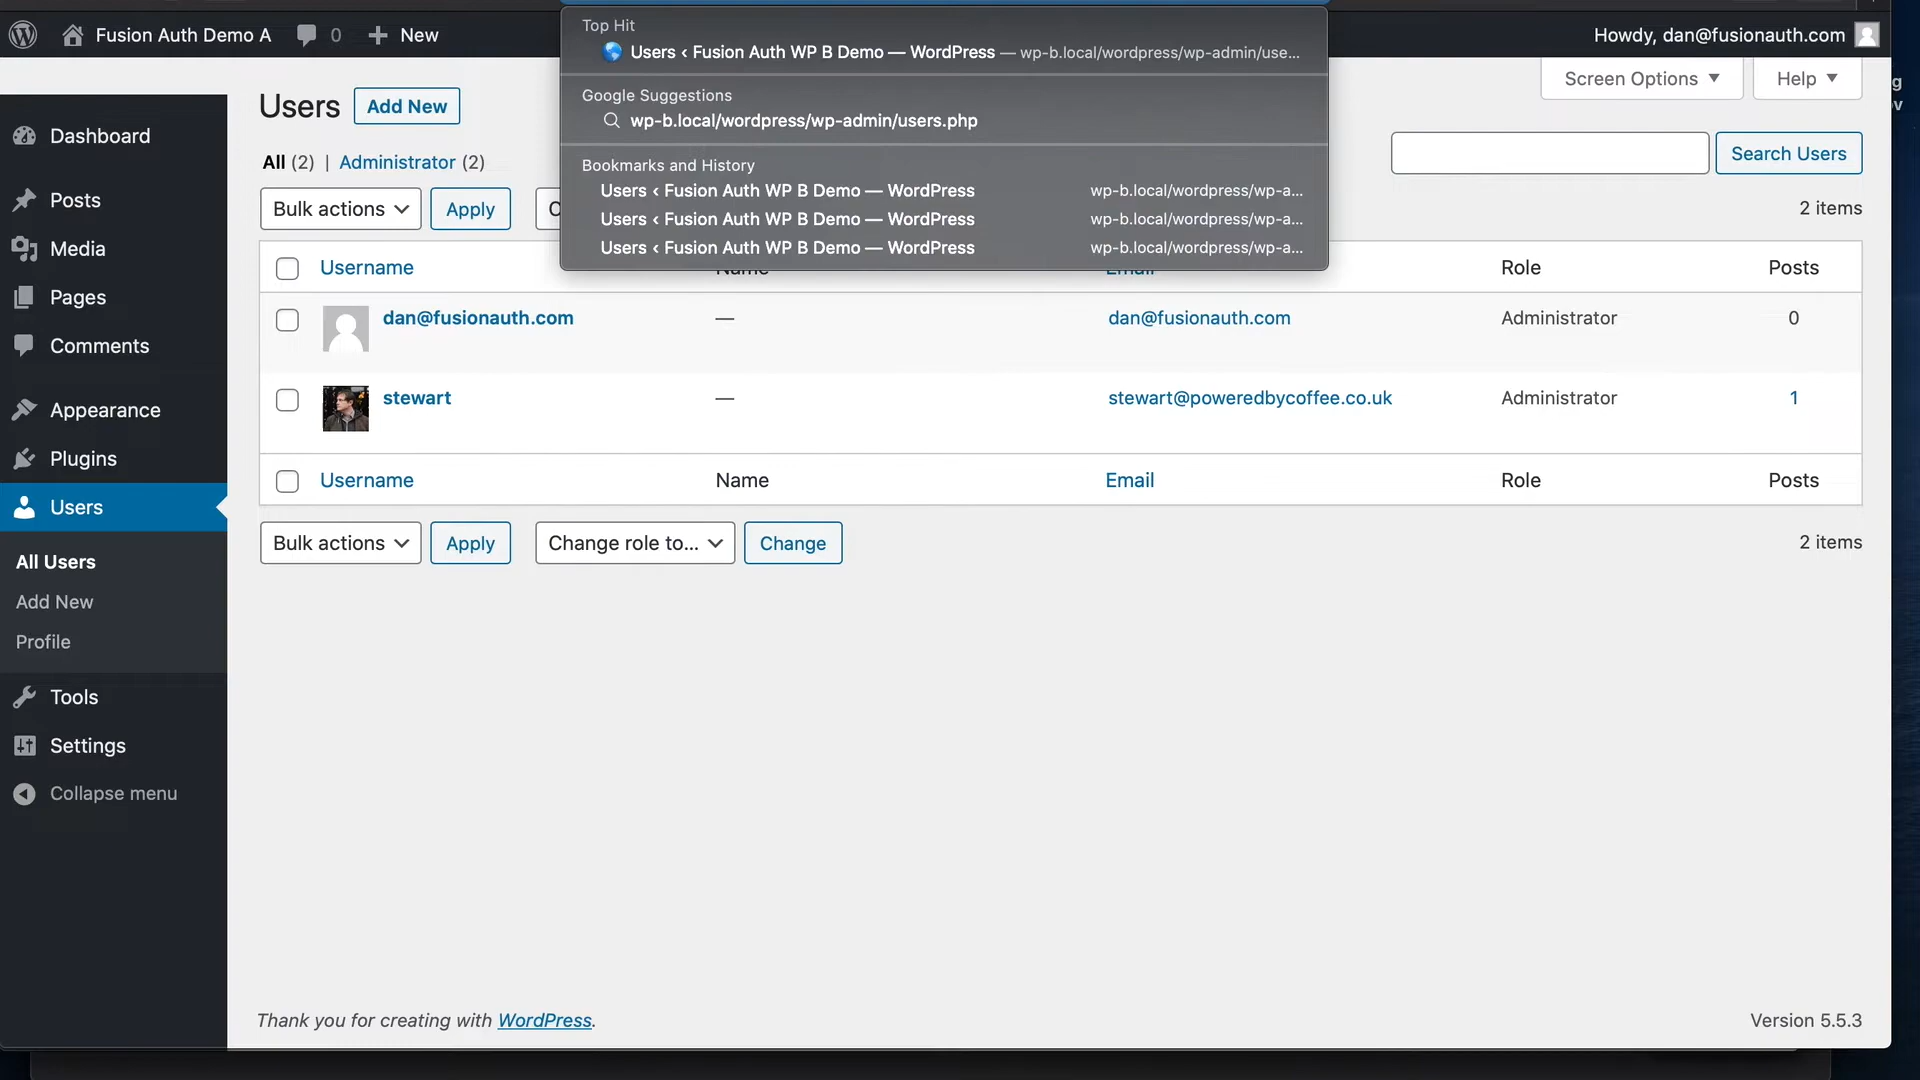 Fusion Auth Demo A 0 New
Howdy, dan@fusionauth.com
Top Hit
Users ‹ Fusion Auth WP B Demo — WordPress — wp-b.local/wordpress/wp-admin/use...
Google Suggestions
wp-b.local/wordpress/wp-admin/users.php
Bookmarks and History
Users ‹ Fusion Auth WP B Demo — WordPress wp-b.local/wordpress/wp-a...
Users ‹ Fusion Auth WP B Demo — WordPress wp-b.local/wordpress/wp-a...
Users ‹ Fusion Auth WP B Demo — WordPress wp-b.local/wordpress/wp-a...
Screen Options ▼ Help ▼
Users Add New
Search Users
All (2) | Administrator (2)
Bulk actions Apply
2 items
Username Name Email Role Posts
dan@fusionauth.com — dan@fusionauth.com Administrator 0
stewart — stewart@poweredbycoffee.co.uk Administrator 1
Username Name Email Role Posts
Bulk actions Apply Change role to... Change
2 items
Dashboard
Posts
Media
Pages
Comments
Appearance
Plugins
Users
All Users
Add New
Profile
Tools
Settings
Collapse menu
Thank you for creating with WordPress.
Version 5.5.3